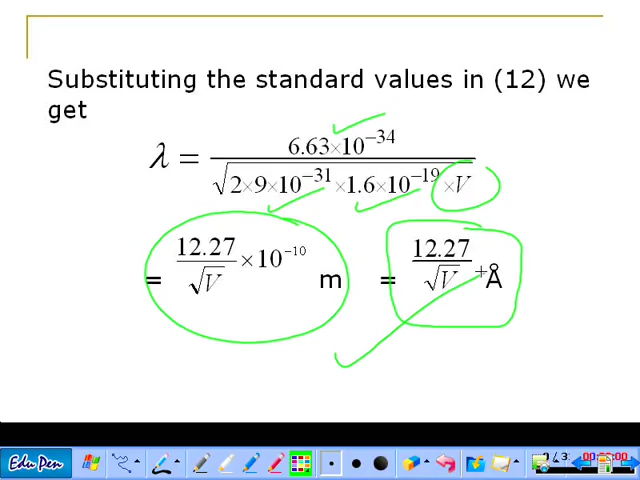 Substituting the standard values in (12) we
get
λ = 6.63×10⁻³⁴ / √(2×9×10⁻³¹×1.6×10⁻¹⁹×V)
= 12.27/√V ×10⁻¹⁰ m = 12.27/√V Å
Edu Pen